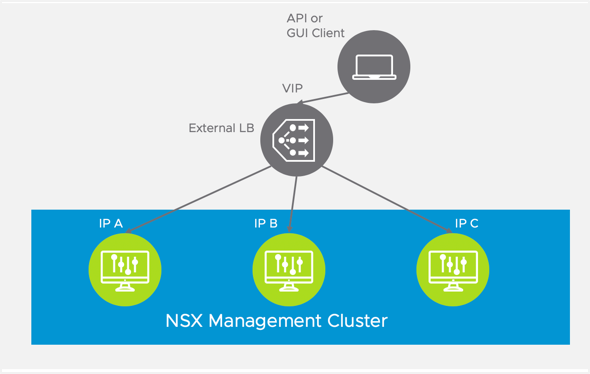 API or
GUI Client
VIP
External LB
IP A
IP B
IP C
NSX Management Cluster